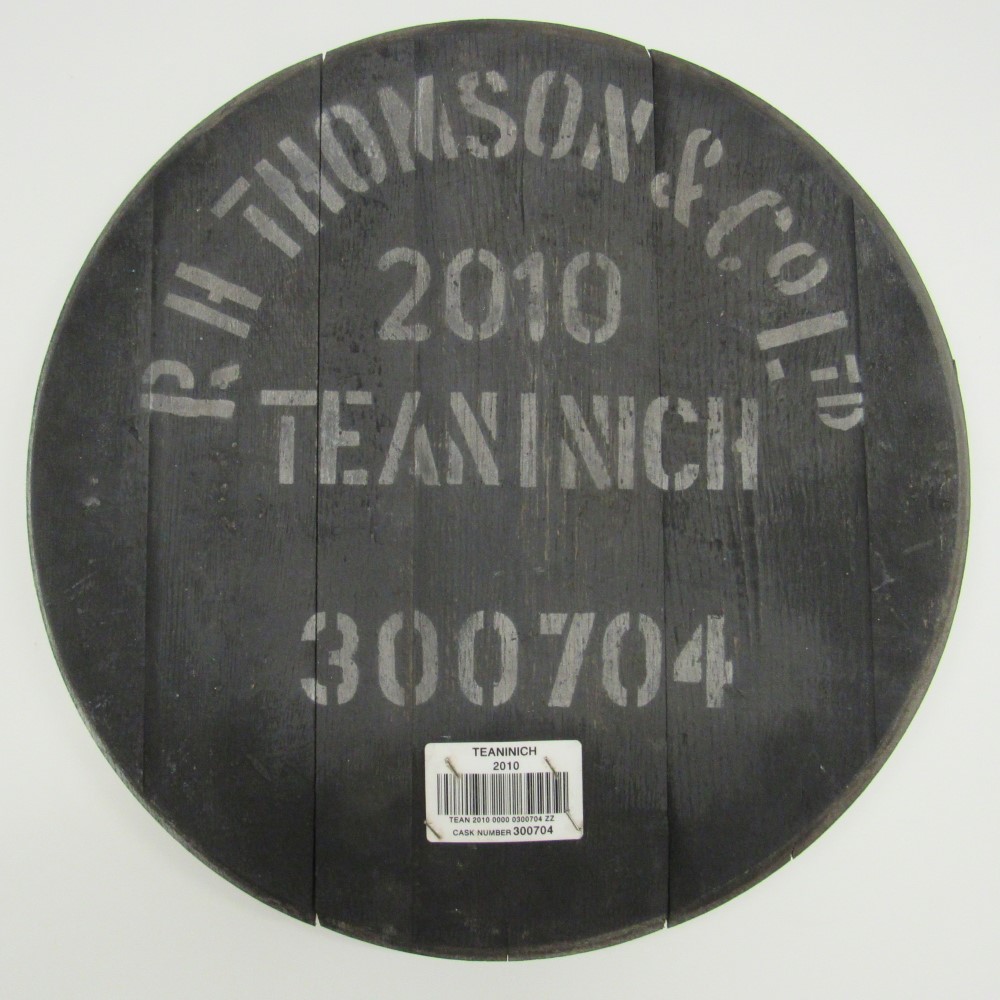 R H THOMSON & Co LTD
2010
TEANINICH
300704
TEANINICH
2010
TEAN 2010 0000 0300704 ZZ
CASK NUMBER 300704